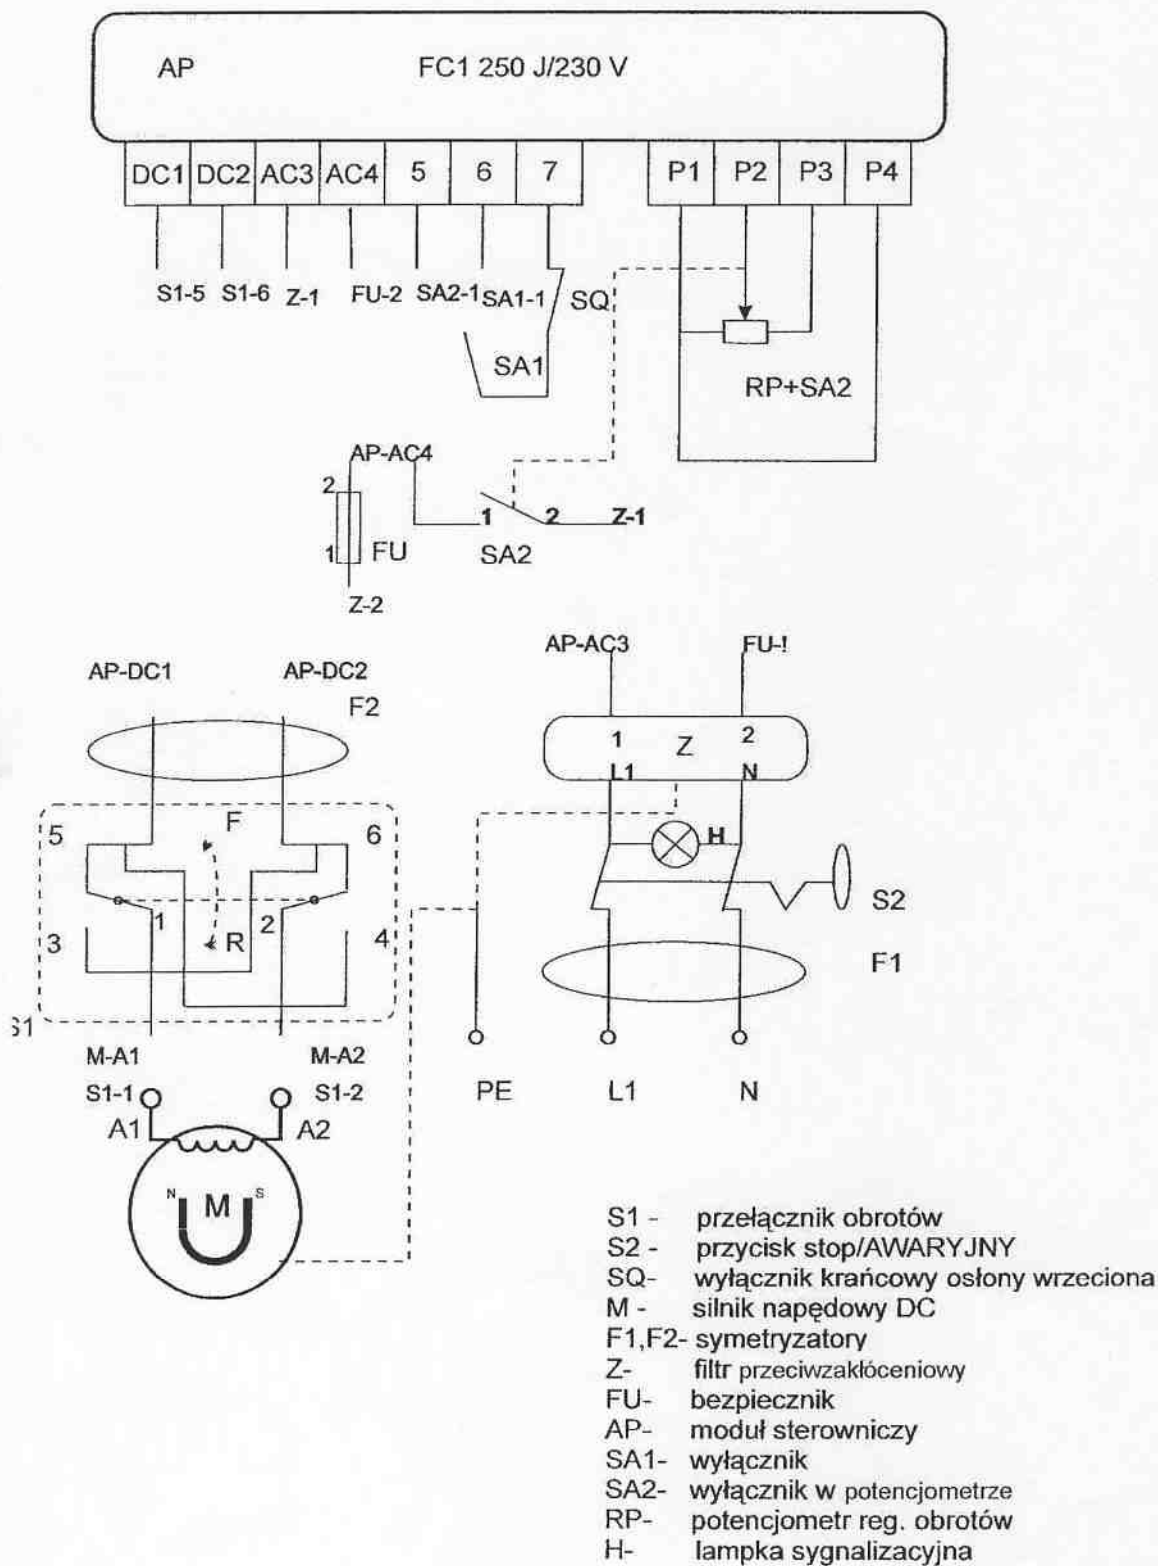 AP FC1 250 J/230 V
DC1 DC2 AC3 AC4 5 6 7 P1 P2 P3 P4
S1-5 S1-6 Z-1 FU-2 SA2-1 SA1-1 SQ
SA1
RP+SA2
AP-AC4
2
1 2 Z-1
1 FU SA2
Z-2
AP-AC3 FU-!
AP-DC1 AP-DC2
F2
1 Z 2
L1 N
5 F 6
H
1 2
3 R 4
S2
F1
S1
M-A1 M-A2
S1-1 S1-2
PE L1 N
A1 A2
N M S
S1 - przełącznik obrotów
S2 - przycisk stop/AWARYJNY
SQ- wyłącznik krańcowy osłony wrzeciona
M - silnik napędowy DC
F1,F2- symetryzatory
Z- filtr przeciwzakłóceniowy
FU- bezpiecznik
AP- moduł sterowniczy
SA1- wyłącznik
SA2- wyłącznik w potencjometrze
RP- potencjometr reg. obrotów
H- lampka sygnalizacyjna